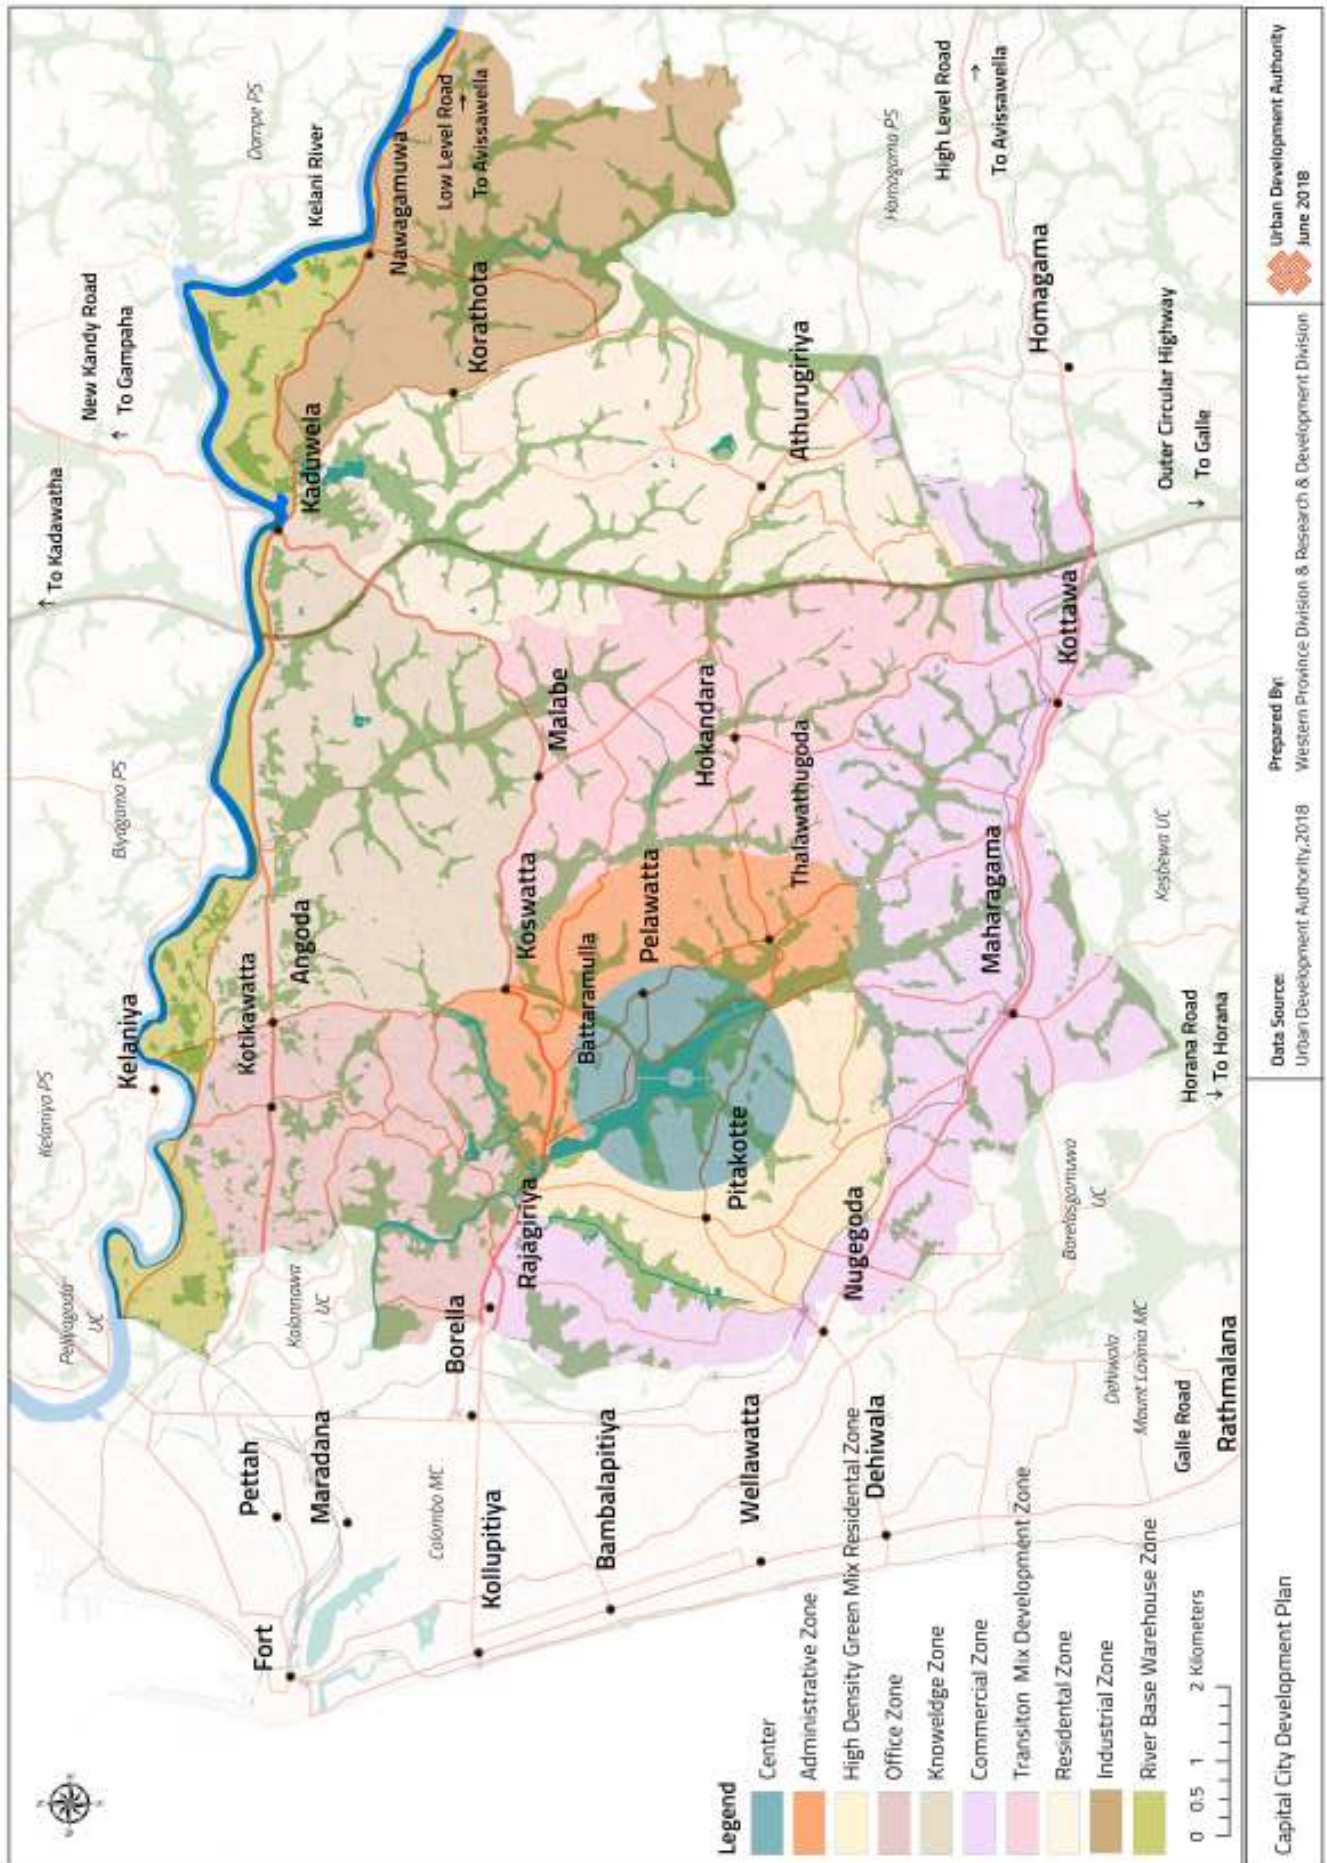 Kelaniya PS
Peliyagoda
UC
Kelaniya
Biyagama PS
↑ To Kadawatha
New Kandy Road
↑ To Gampaha
Dompe PS
Kelani River
Fort
Pettah
Maradana
Kolonnawa
UC
Kotikawatta
Angoda
Kaduwela
Nawagamuwa
Low Level Road
→
To Avissawella
Korathota
Colombo MC
Kollupitiya
Borella
Rajagiriya
Koswatta
Malabe
Battaramulla
Bambalapitiya
Pelawatta
Hokandara
Pitakotte
Thalawathugoda
Athurugiriya
Homagama PS
High Level Road
→
To Avissawella
Wellawatta
Nugegoda
Dehiwala
Maharagama
Kottawa
Homagama
Boralasgamuwa
UC
Dehiwala
Mount Lavinia MC
Kesbewa UC
Galle Road
Rathmalana
Horana Road
↓ To Horana
Outer Circular Highway
↓ To Galle
Legend
Center
Administrative Zone
High Density Green Mix Residental Zone
Office Zone
Knoweldge Zone
Commercial Zone
Transiton Mix Development Zone
Residental Zone
Industrial Zone
River Base Warehouse Zone
0 0.5 1 2 Kilometers
Capital City Development Plan
Data Source:
Urban Development Authority,2018
Prepared By:
Western Province Division & Research & Development Division
Urban Development Authority
June 2018